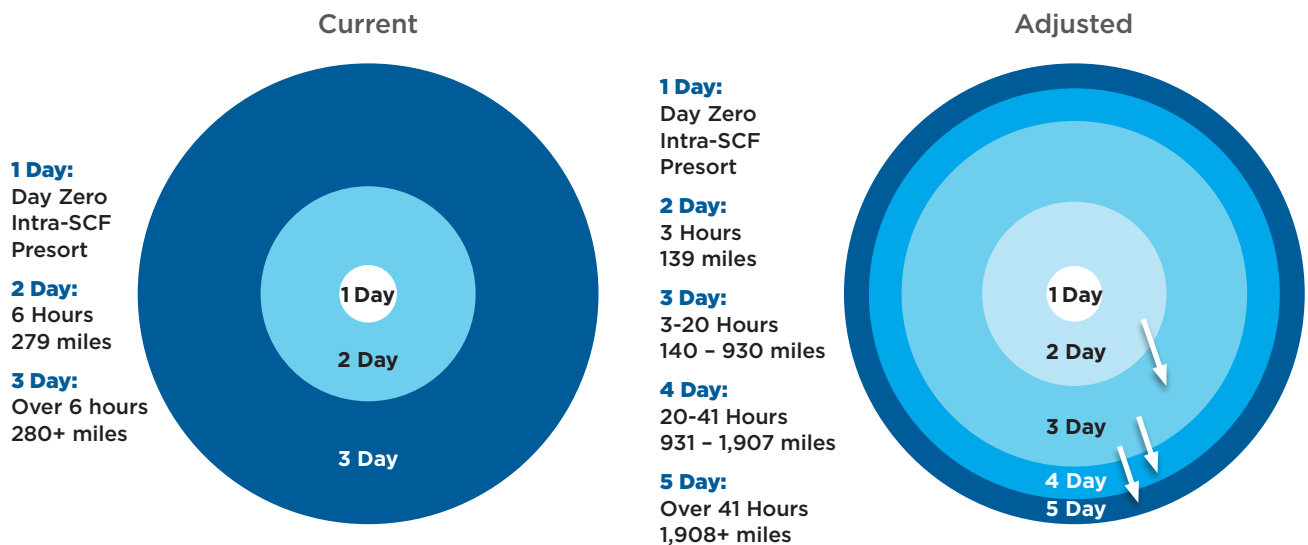 Current
1 Day:
Day Zero
Intra-SCF
Presort
2 Day:
6 Hours
279 miles
3 Day:
Over 6 hours
280+ miles
1 Day
2 Day
3 Day
Adjusted
1 Day:
Day Zero
Intra-SCF
Presort
2 Day:
3 Hours
139 miles
3 Day:
3-20 Hours
140 – 930 miles
4 Day:
20-41 Hours
931 – 1,907 miles
5 Day:
Over 41 Hours
1,908+ miles
1 Day
2 Day
3 Day
4 Day
5 Day